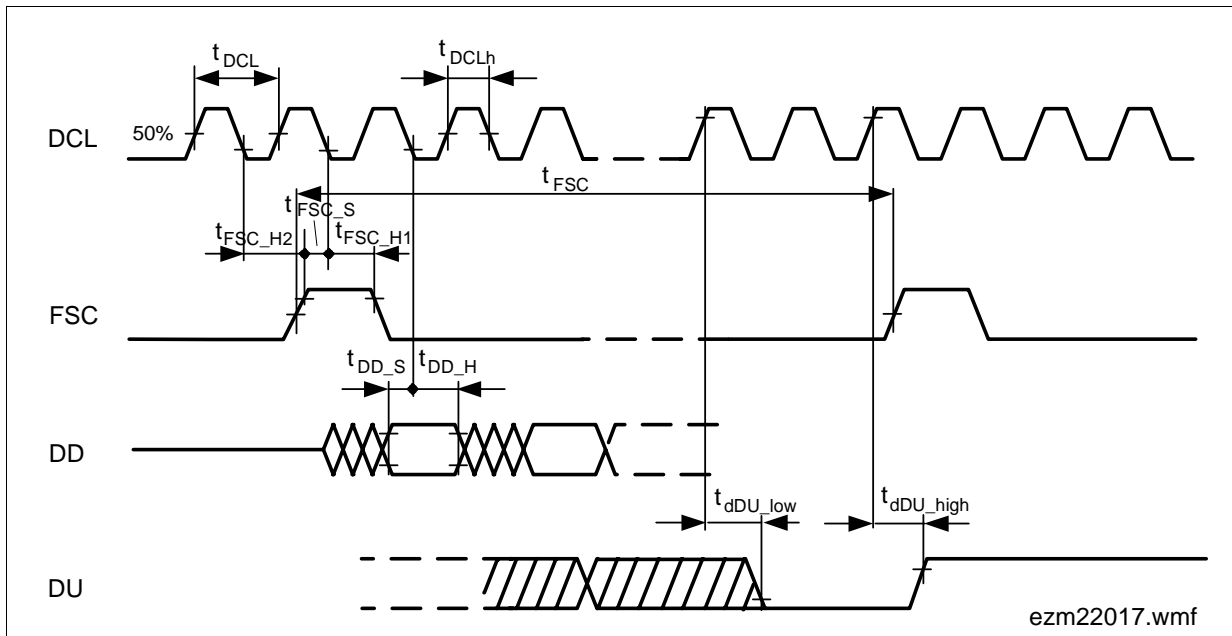 t DCL
t DCLh
DCL
50%
t FSC
t FSC_S
t FSC_H2
t FSC_H1
FSC
t DD_S
t DD_H
DD
t dDU_low
t dDU_high
DU
ezm22017.wmf